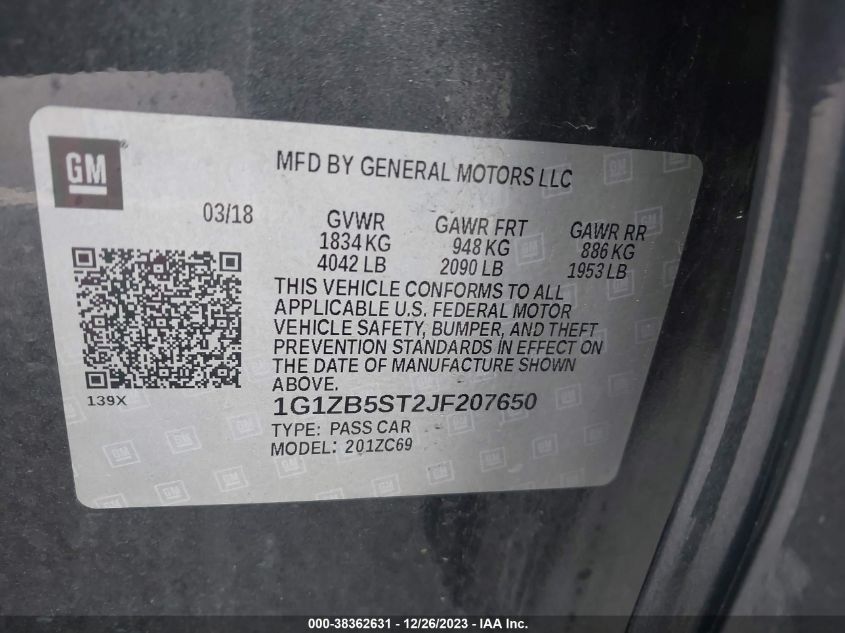 GM ®
MFD BY GENERAL MOTORS LLC
03/18 GVWR GAWR FRT GAWR RR
1834 KG 948 KG 886 KG
4042 LB 2090 LB 1953 LB
THIS VEHICLE CONFORMS TO ALL
APPLICABLE U.S. FEDERAL MOTOR
VEHICLE SAFETY, BUMPER, AND THEFT
PREVENTION STANDARDS IN EFFECT ON
THE DATE OF MANUFACTURE SHOWN
ABOVE.
139X
1G1ZB5ST2JF207650
TYPE: PASS CAR
MODEL: 201ZC69
000-38362631 - 12/26/2023 - IAA Inc.